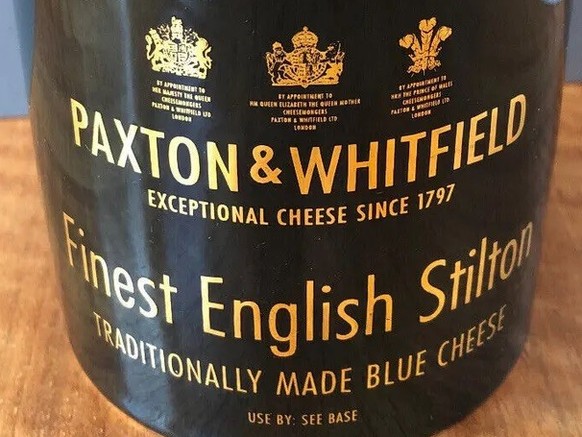 BY APPOINTMENT TO
HER MAJESTY THE QUEEN
CHEESEMONGERS
PAXTON & WHITFIELD LTD
LONDON
BY APPOINTMENT TO
HM QUEEN ELIZABETH THE QUEEN MOTHER
CHEESEMONGERS
PAXTON & WHITFIELD LTD
LONDON
BY APPOINTMENT TO
HRH THE PRINCE OF WALES
CHEESEMONGERS
PAXTON & WHITFIELD LTD
LONDON
PAXTON & WHITFIELD
EXCEPTIONAL CHEESE SINCE 1797
Finest English Stilton
TRADITIONALLY MADE BLUE CHEESE
USE BY: SEE BASE